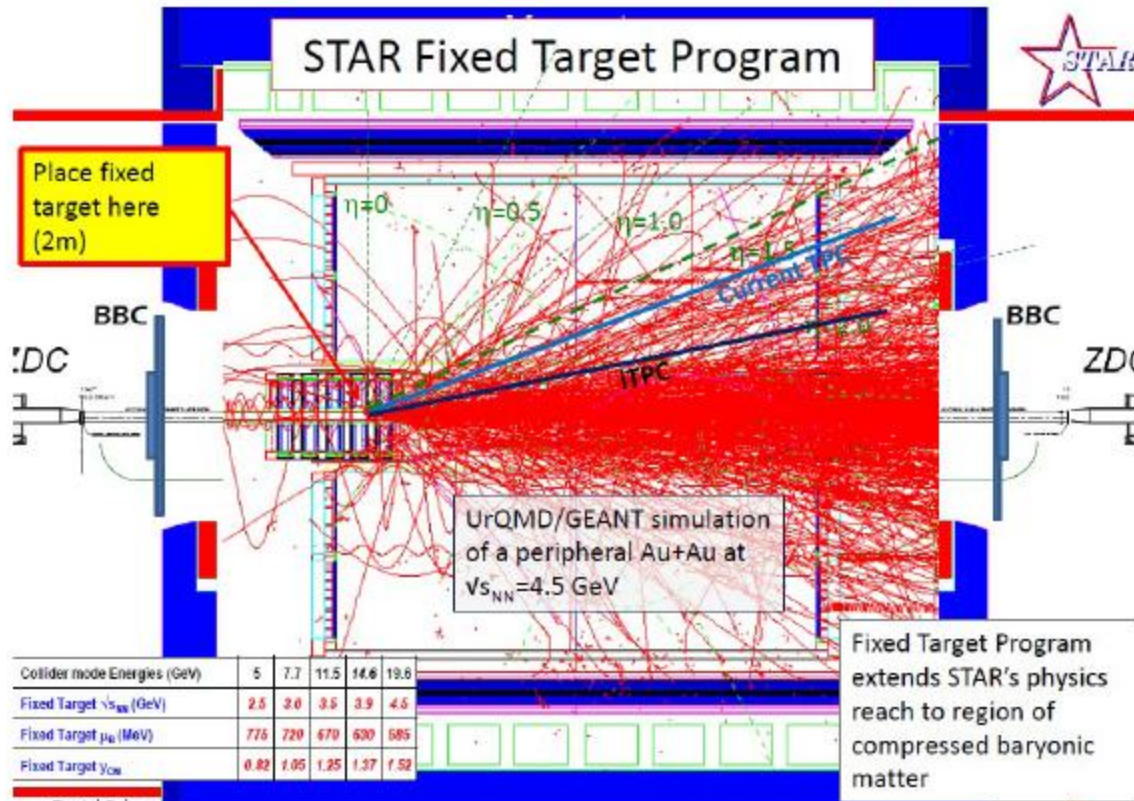 STAR Fixed Target Program
STAR
Place fixed
target here
(2m)
η=0
η=0.5
η=1.0
η=1.5
Current TPC
iTPC
BBC
BBC
ZDC
ZDC
UrQMD/GEANT simulation
of a peripheral Au+Au at
√sNN=4.5 GeV
Collider mode Energies (GeV) 5 7.7 11.5 14.6 19.6
Fixed Target √sNN (GeV) 2.5 3.0 3.5 3.9 4.5
Fixed Target μB (MeV) 775 720 670 630 585
Fixed Target yCM 0.82 1.05 1.25 1.37 1.52
Fixed Target Program
extends STAR's physics
reach to region of
compressed baryonic
matter